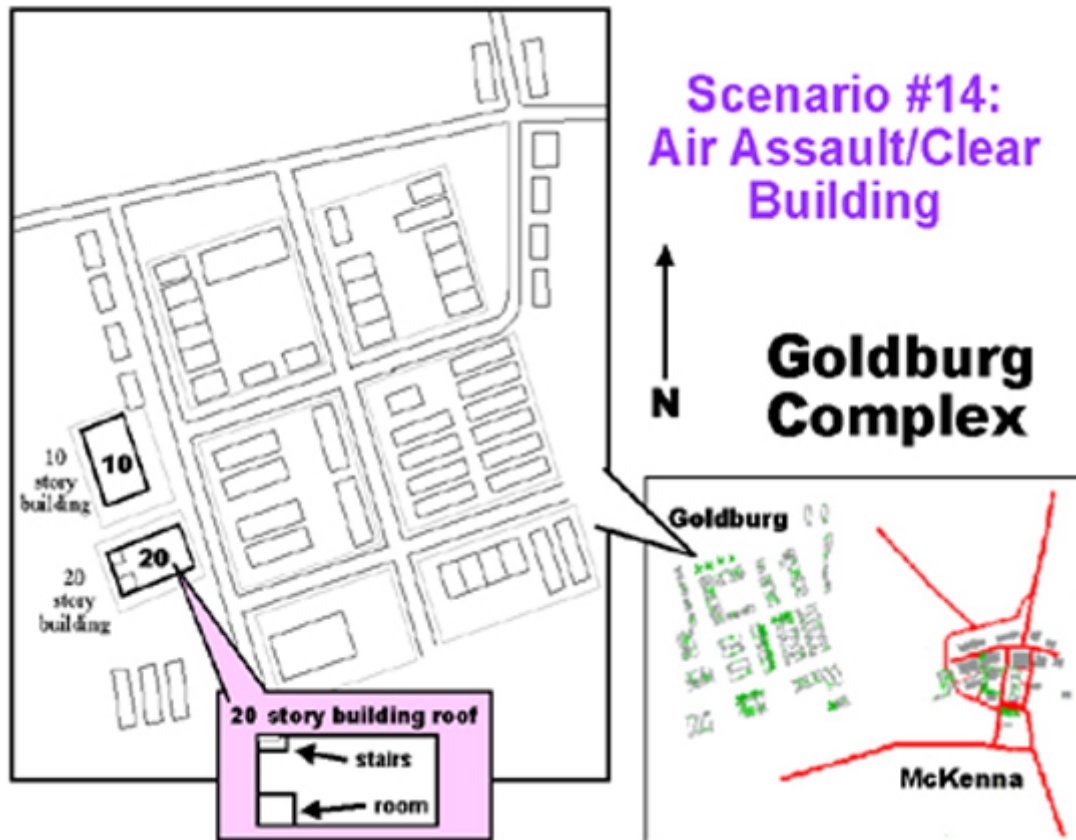 Scenario #14:
Air Assault/Clear
Building
N
Goldburg
Complex
10
story
building
10
20
story
building
20
20 story building roof
stairs
room
Goldburg
McKenna